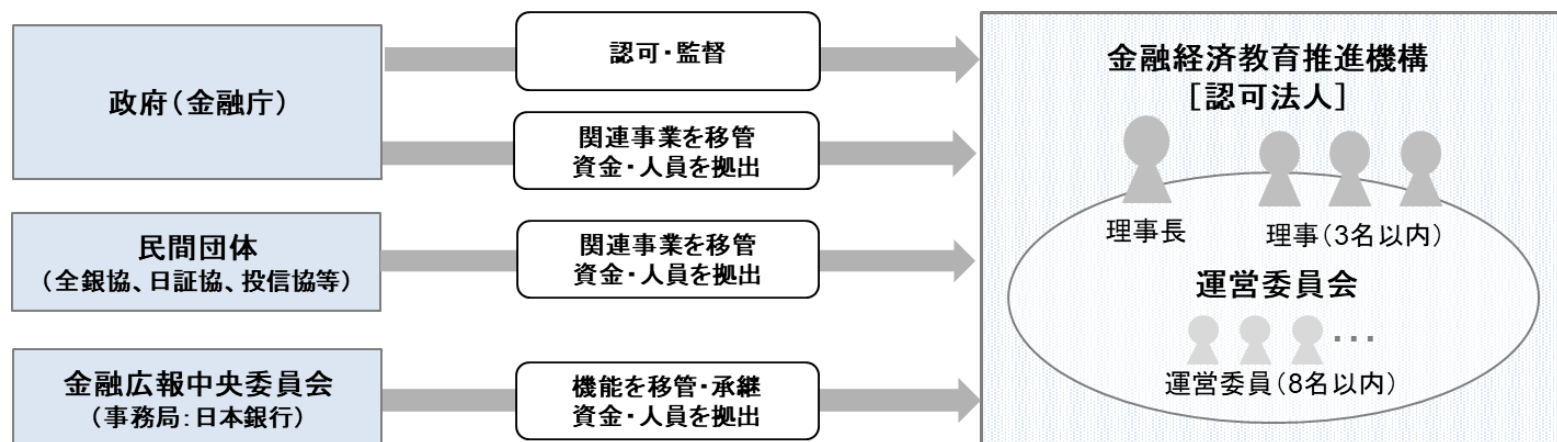 政府（金融庁）
認可・監督
関連事業を移管
資金・人員を拠出
民間団体
（全銀協、日証協、投信協等）
関連事業を移管
資金・人員を拠出
金融広報中央委員会
（事務局：日本銀行）
機能を移管・承継
資金・人員を拠出
金融経済教育推進機構
［認可法人］
理事長
理事（3名以内）
運営委員会
…
運営委員（8名以内）